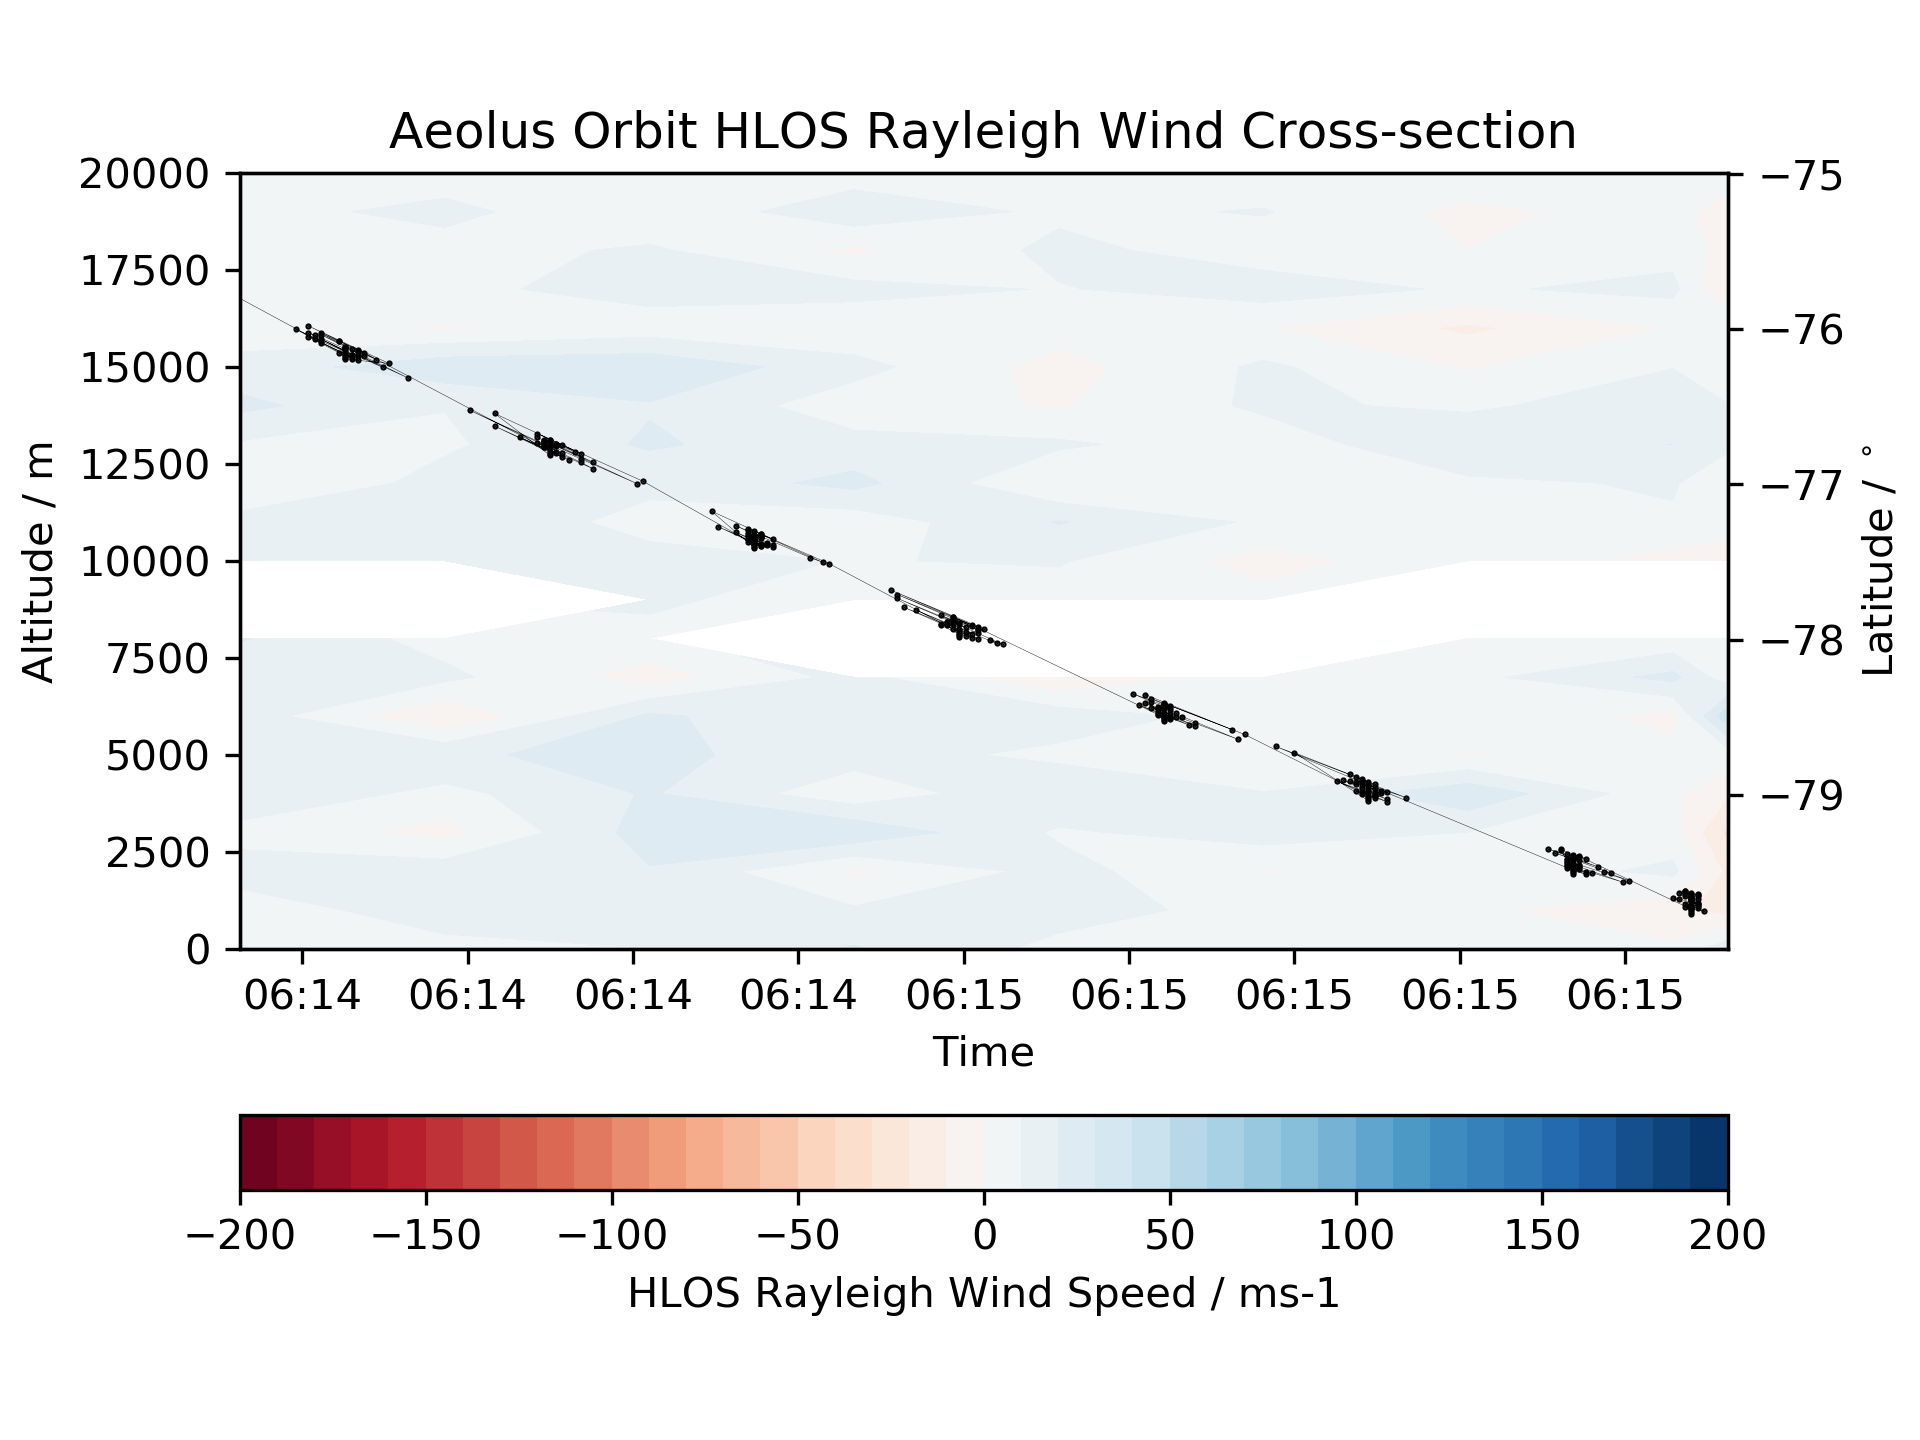 Aeolus Orbit HLOS Rayleigh Wind Cross-section
20000
17500
15000
12500
10000
7500
5000
2500
0
Altitude / m
−75
−76
−77
−78
−79
Latitude / °
06:14 06:14 06:14 06:14 06:15 06:15 06:15 06:15 06:15
Time
−200 −150 −100 −50 0 50 100 150 200
HLOS Rayleigh Wind Speed / ms-1